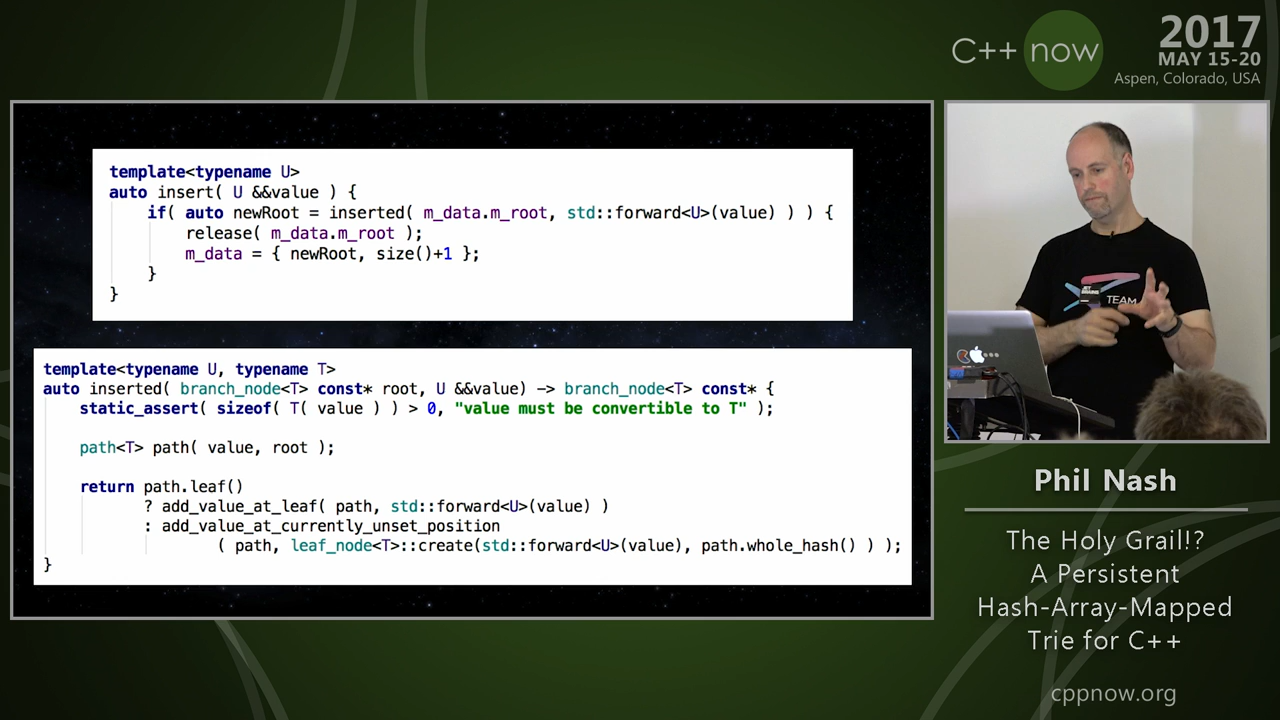 C++ now
2017
MAY 15-20
Aspen, Colorado, USA
template<typename U>
auto insert( U &&value ) {
    if( auto newRoot = inserted( m_data.m_root, std::forward<U>(value) ) ) {
        release( m_data.m_root );
        m_data = { newRoot, size()+1 };
    }
}
template<typename U, typename T>
auto inserted( branch_node<T> const* root, U &&value) -> branch_node<T> const* {
    static_assert( sizeof( T( value ) ) > 0, "value must be convertible to T" );
    path<T> path( value, root );
    return path.leaf()
           ? add_value_at_leaf( path, std::forward<U>(value) )
           : add_value_at_currently_unset_position
                   ( path, leaf_node<T>::create(std::forward<U>(value), path.whole_hash() ) );
}
JET
BRAINS
TEAM
Phil Nash
The Holy Grail!?
A Persistent
Hash-Array-Mapped
Trie for C++
cppnow.org